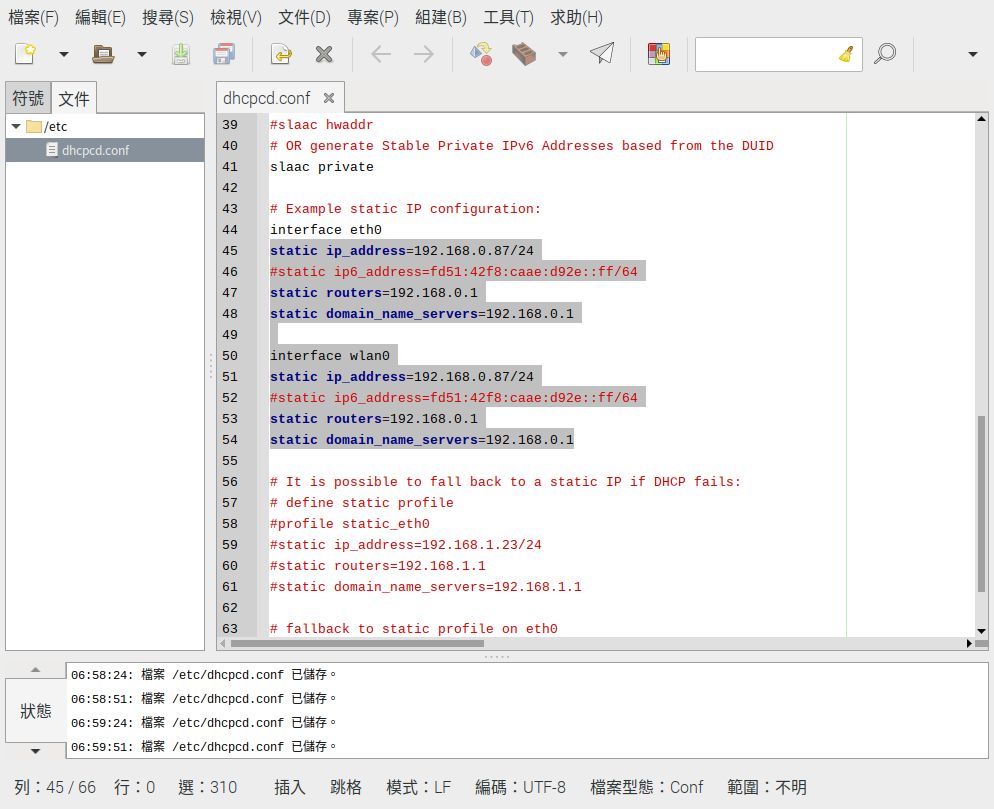 檔案(F) 編輯(E) 搜尋(S) 檢視(V) 文件(D) 專案(P) 組建(B) 工具(T) 求助(H)
符號 文件
/etc
dhcpcd.conf
dhcpcd.conf
39 #slaac hwaddr
40 # OR generate Stable Private IPv6 Addresses based from the DUID
41 slaac private
42
43 # Example static IP configuration:
44 interface eth0
45 static ip_address=192.168.0.87/24
46 #static ip6_address=fd51:42f8:caae:d92e::ff/64
47 static routers=192.168.0.1
48 static domain_name_servers=192.168.0.1
49
50 interface wlan0
51 static ip_address=192.168.0.87/24
52 #static ip6_address=fd51:42f8:caae:d92e::ff/64
53 static routers=192.168.0.1
54 static domain_name_servers=192.168.0.1
55
56 # It is possible to fall back to a static IP if DHCP fails:
57 # define static profile
58 #profile static_eth0
59 #static ip_address=192.168.1.23/24
60 #static routers=192.168.1.1
61 #static domain_name_servers=192.168.1.1
62
63 # fallback to static profile on eth0
狀態
06:58:24: 檔案 /etc/dhcpcd.conf 已儲存。
06:58:51: 檔案 /etc/dhcpcd.conf 已儲存。
06:59:24: 檔案 /etc/dhcpcd.conf 已儲存。
06:59:51: 檔案 /etc/dhcpcd.conf 已儲存。
列：45 / 66 行：0 選：310 插入 跳格 模式：LF 編碼：UTF-8 檔案型態：Conf 範圍：不明